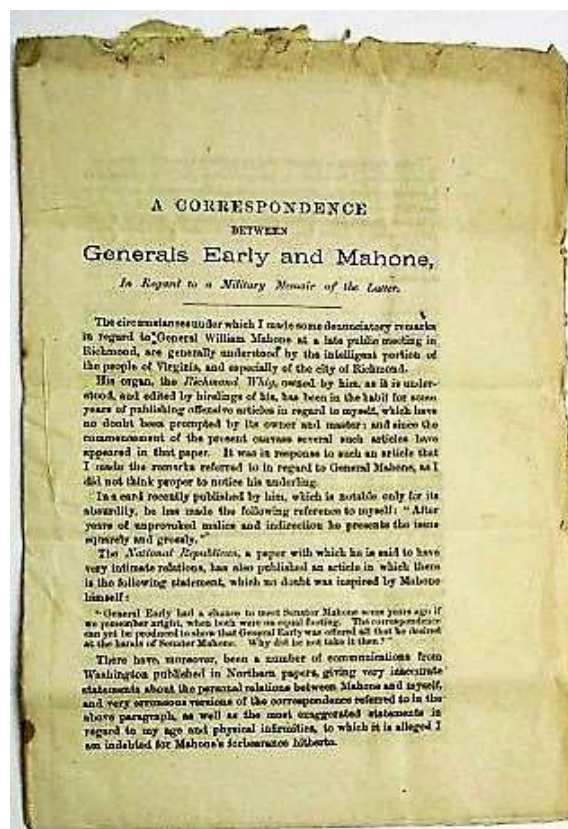 A CORRESPONDENCE
BETWEEN
Generals Early and Mahone,
In Regard to a Military Memoir of the Latter.
The circumstances under which I made some denunciatory remarks
in regard to General William Mahone at a late public meeting in
Richmond, are generally understood by the intelligent portion of
the people of Virginia, and especially of the city of Richmond.
His organ, the Richmond Whig, owned by him, as it is under-
stood, and edited by hirelings of his, has been in the habit for some
years of publishing offensive articles in regard to myself, which have
no doubt been prompted by its owner and master; and since the
commencement of the present canvass several such articles have
appeared in that paper. It was in response to such an article that
I made the remarks referred to in regard to General Mahone, as I
did not think proper to notice his underling.
In a card recently published by him, which is notable only for its
absurdity, he has made the following reference to myself: "After
years of unprovoked malice and indirection he presents the issue
squarely and grossly."
The National Republican, a paper with which he is said to have
very intimate relations, has also published an article in which there
is the following statement, which no doubt was inspired by Mahone
himself:
"General Early had a chance to meet Senator Mahone some years ago if
we remember aright, when both were on equal footing. The correspondence
can yet be produced to show that General Early was offered all that he desired
at the hands of Senator Mahone. Why did he not take it then?"
There have, moreover, been a number of communications from
Washington published in Northern papers, giving very inaccurate
statements about the personal relations between Mahone and myself,
and very erroneous versions of the correspondence referred to in the
above paragraph, as well as the most exaggerated statements in
regard to my age and physical infirmities, to which it is alleged I
am indebted for Mahone's forbearance hitherto.